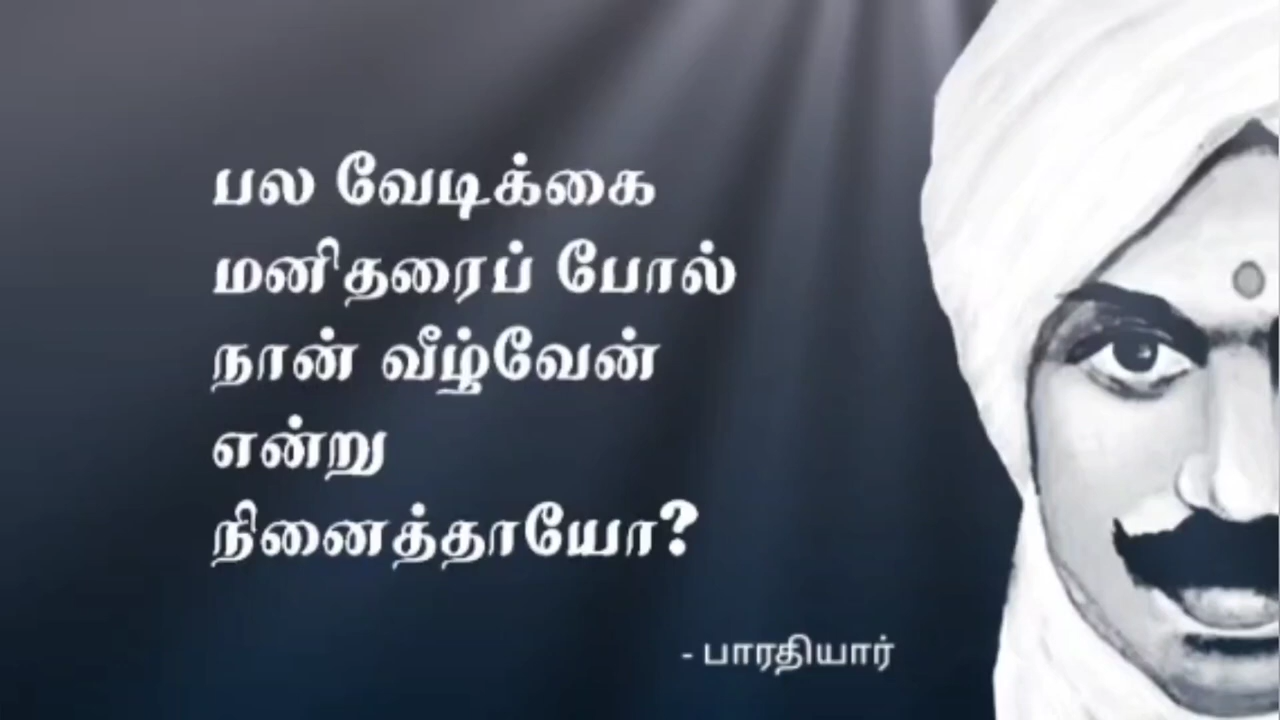 பல வேடிக்கை
மனிதரைப் போல்
நான் வீழ்வேன்
என்று
நினைத்தாயோ?
- பாரதியார்